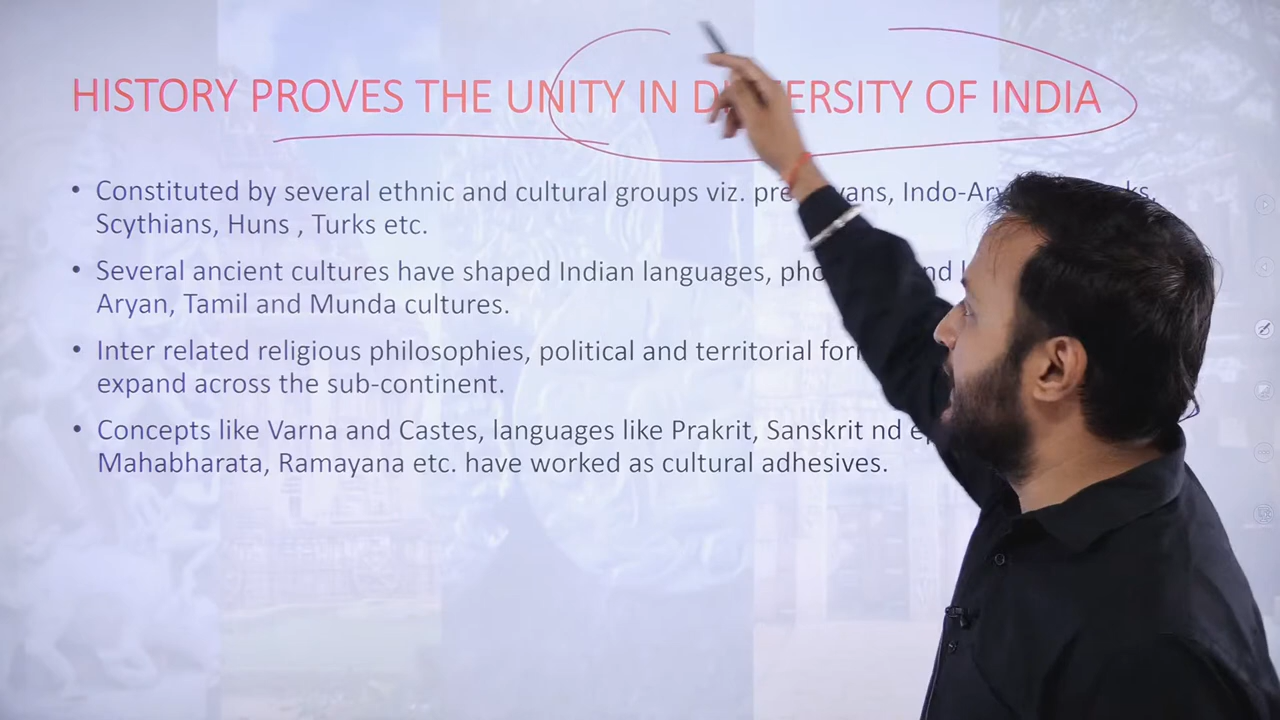 HISTORY PROVES THE UNITY IN DIVERSITY OF INDIA
• Constituted by several ethnic and cultural groups viz.
Scythians, Huns , Turks etc.
• Several ancient cultures have shaped Indian languages,
Aryan, Tamil and Munda cultures.
• Inter related religious philosophies, political and territorial
expand across the sub-continent.
• Concepts like Varna and Castes, languages like Prakrit, Sanskrit nd
Mahabharata, Ramayana etc. have worked as cultural adhesives.